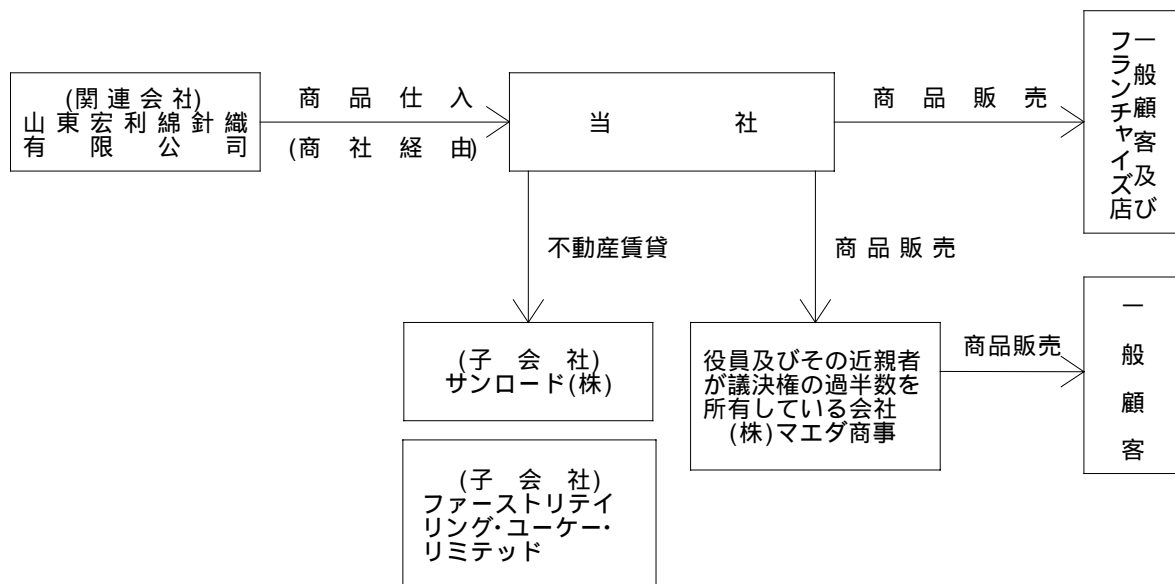 (関連会社)
山東宏利綿針織
有限公司
商品仕入
(商社経由)
当社
商品販売
一般顧客及び
フランチャイズ店
不動産賃貸
商品販売
(子会社)
サンロード(株)
役員及びその近親者
が議決権の過半数を
所有している会社
(株)マエダ商事
商品販売
一般顧客
(子会社)
ファーストリテイ
リング・ユーケー・
リミテッド